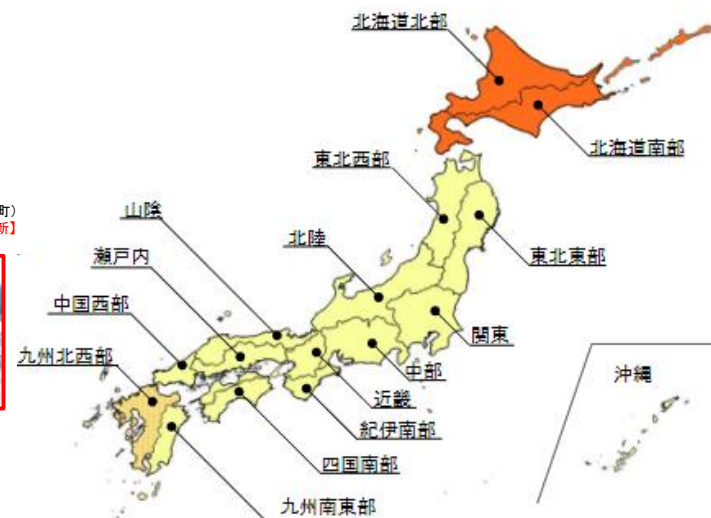 北海道北部
北海道南部
東北西部
町）
新】
山陰
北陸
東北東部
瀬戸内
中国西部
関東
九州北西部
中部
沖縄
近畿
紀伊南部
四国南部
九州南東部